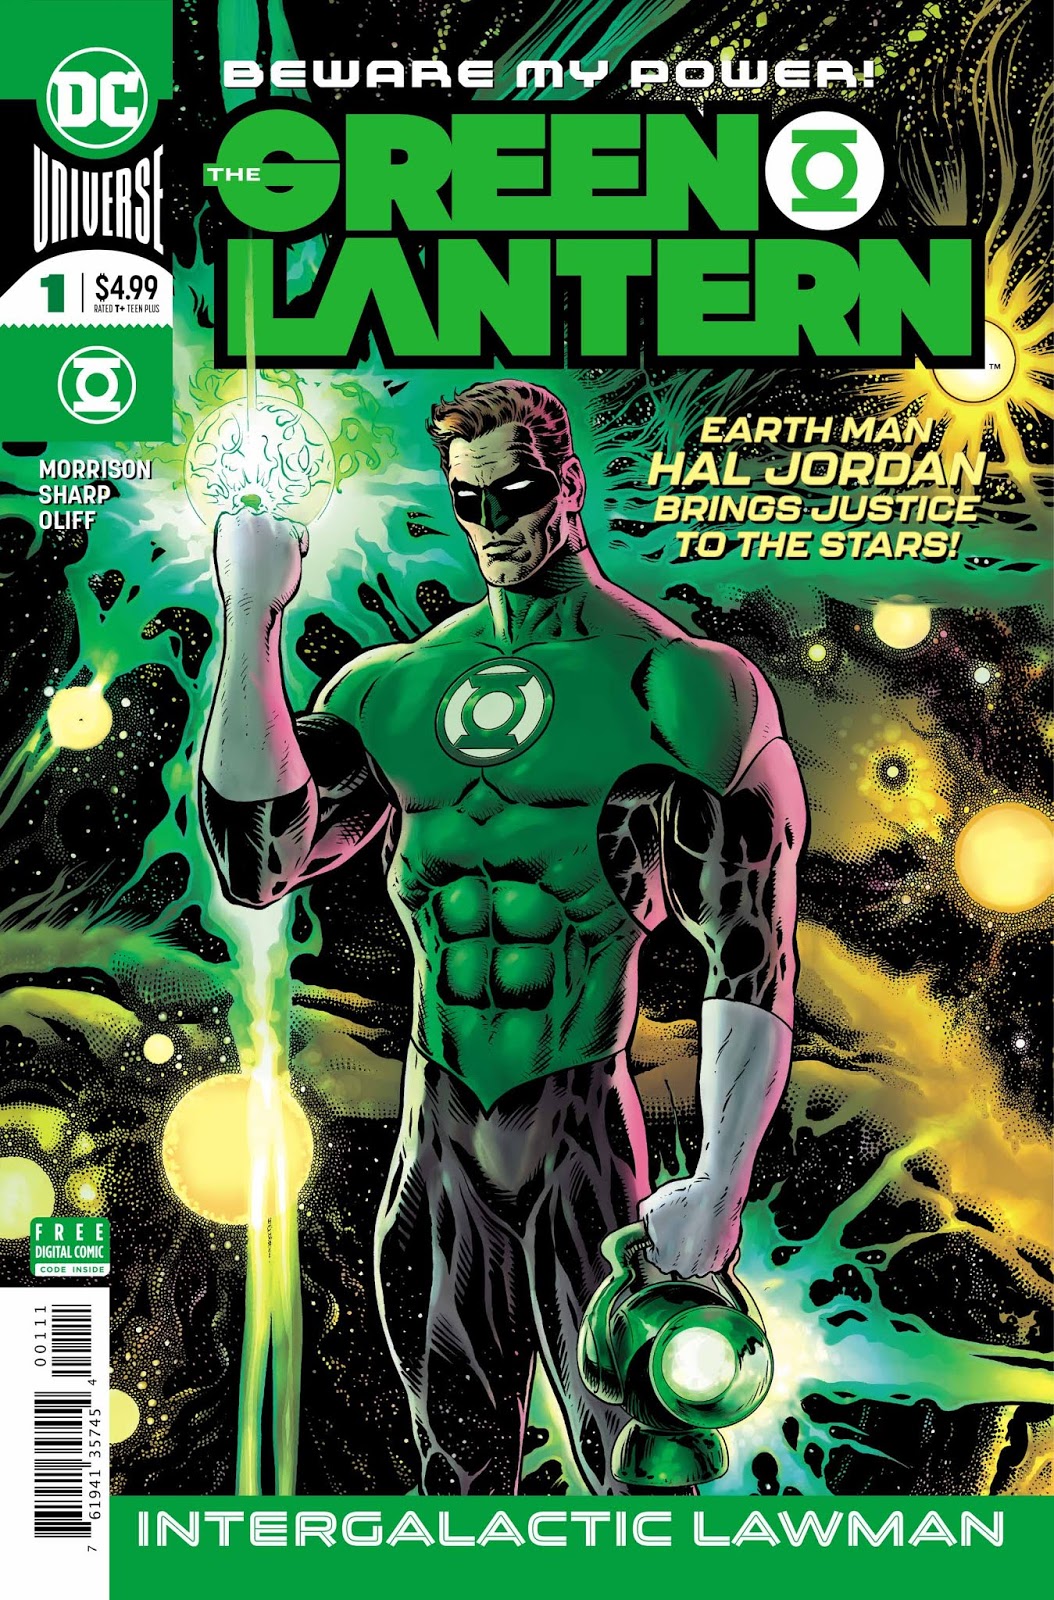 BEWARE MY POWER!
DC
UNIVERSE
THE GREEN
LANTERN
™
1 $4.99
RATED T+ TEEN PLUS
MORRISON
SHARP
OLIFF
EARTH MAN
HAL JORDAN
BRINGS JUSTICE
TO THE STARS!
FREE
DIGITAL COMIC
CODE INSIDE
00111
7 61941 35745 4
INTERGALACTIC LAWMAN